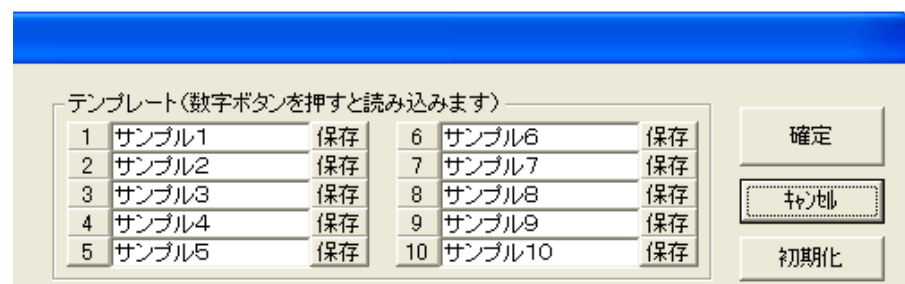 テンプレート(数字ボタンを押すと読み込みます)
1 サンプル1 保存 6 サンプル6 保存
2 サンプル2 保存 7 サンプル7 保存
3 サンプル3 保存 8 サンプル8 保存
4 サンプル4 保存 9 サンプル9 保存
5 サンプル5 保存 10 サンプル10 保存
確定
ｷｬﾝｾﾙ
初期化